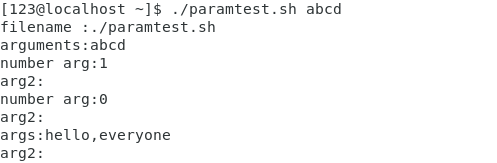 [123@localhost ~]$ ./paramtest.sh abcd
filename :./paramtest.sh
arguments:abcd
number arg:1
arg2:
number arg:0
arg2:
args:hello,everyone
arg2: